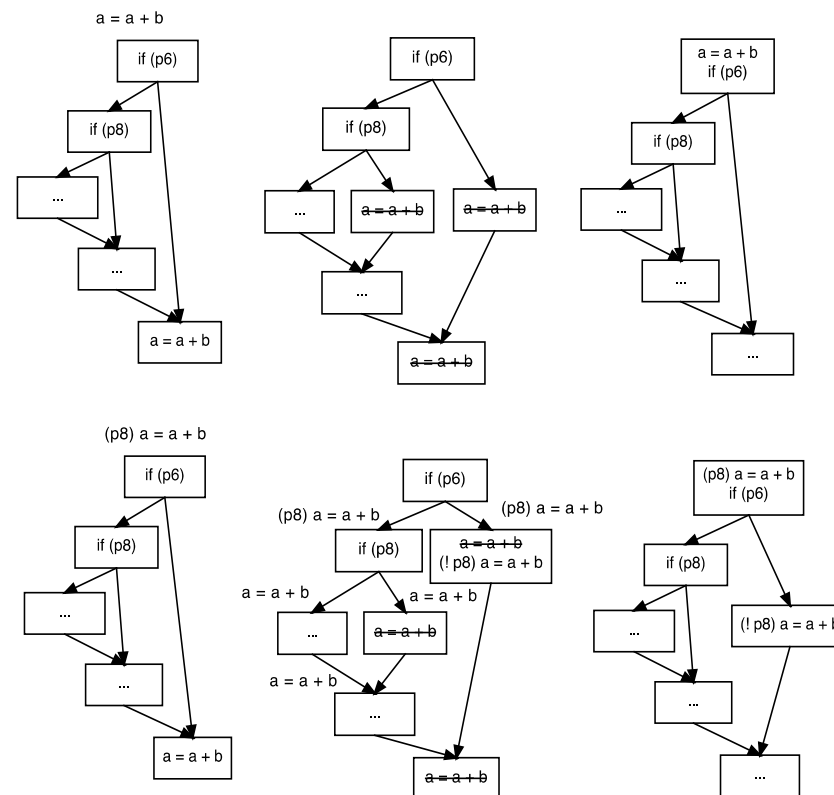 a = a + b
if (p6)
if (p8)
...
...
a = a + b
if (p6)
if (p8)
...
a = a + b
a = a + b
...
a = a + b
a = a + b
if (p6)
if (p8)
...
...
...
(p8) a = a + b
if (p6)
if (p8)
...
...
a = a + b
if (p6)
(p8) a = a + b
(p8) a = a + b
if (p8)
a = a + b
(! p8) a = a + b
a = a + b
a = a + b
...
a = a + b
a = a + b
...
a = a + b
(p8) a = a + b
if (p6)
if (p8)
...
(! p8) a = a + b
...
...